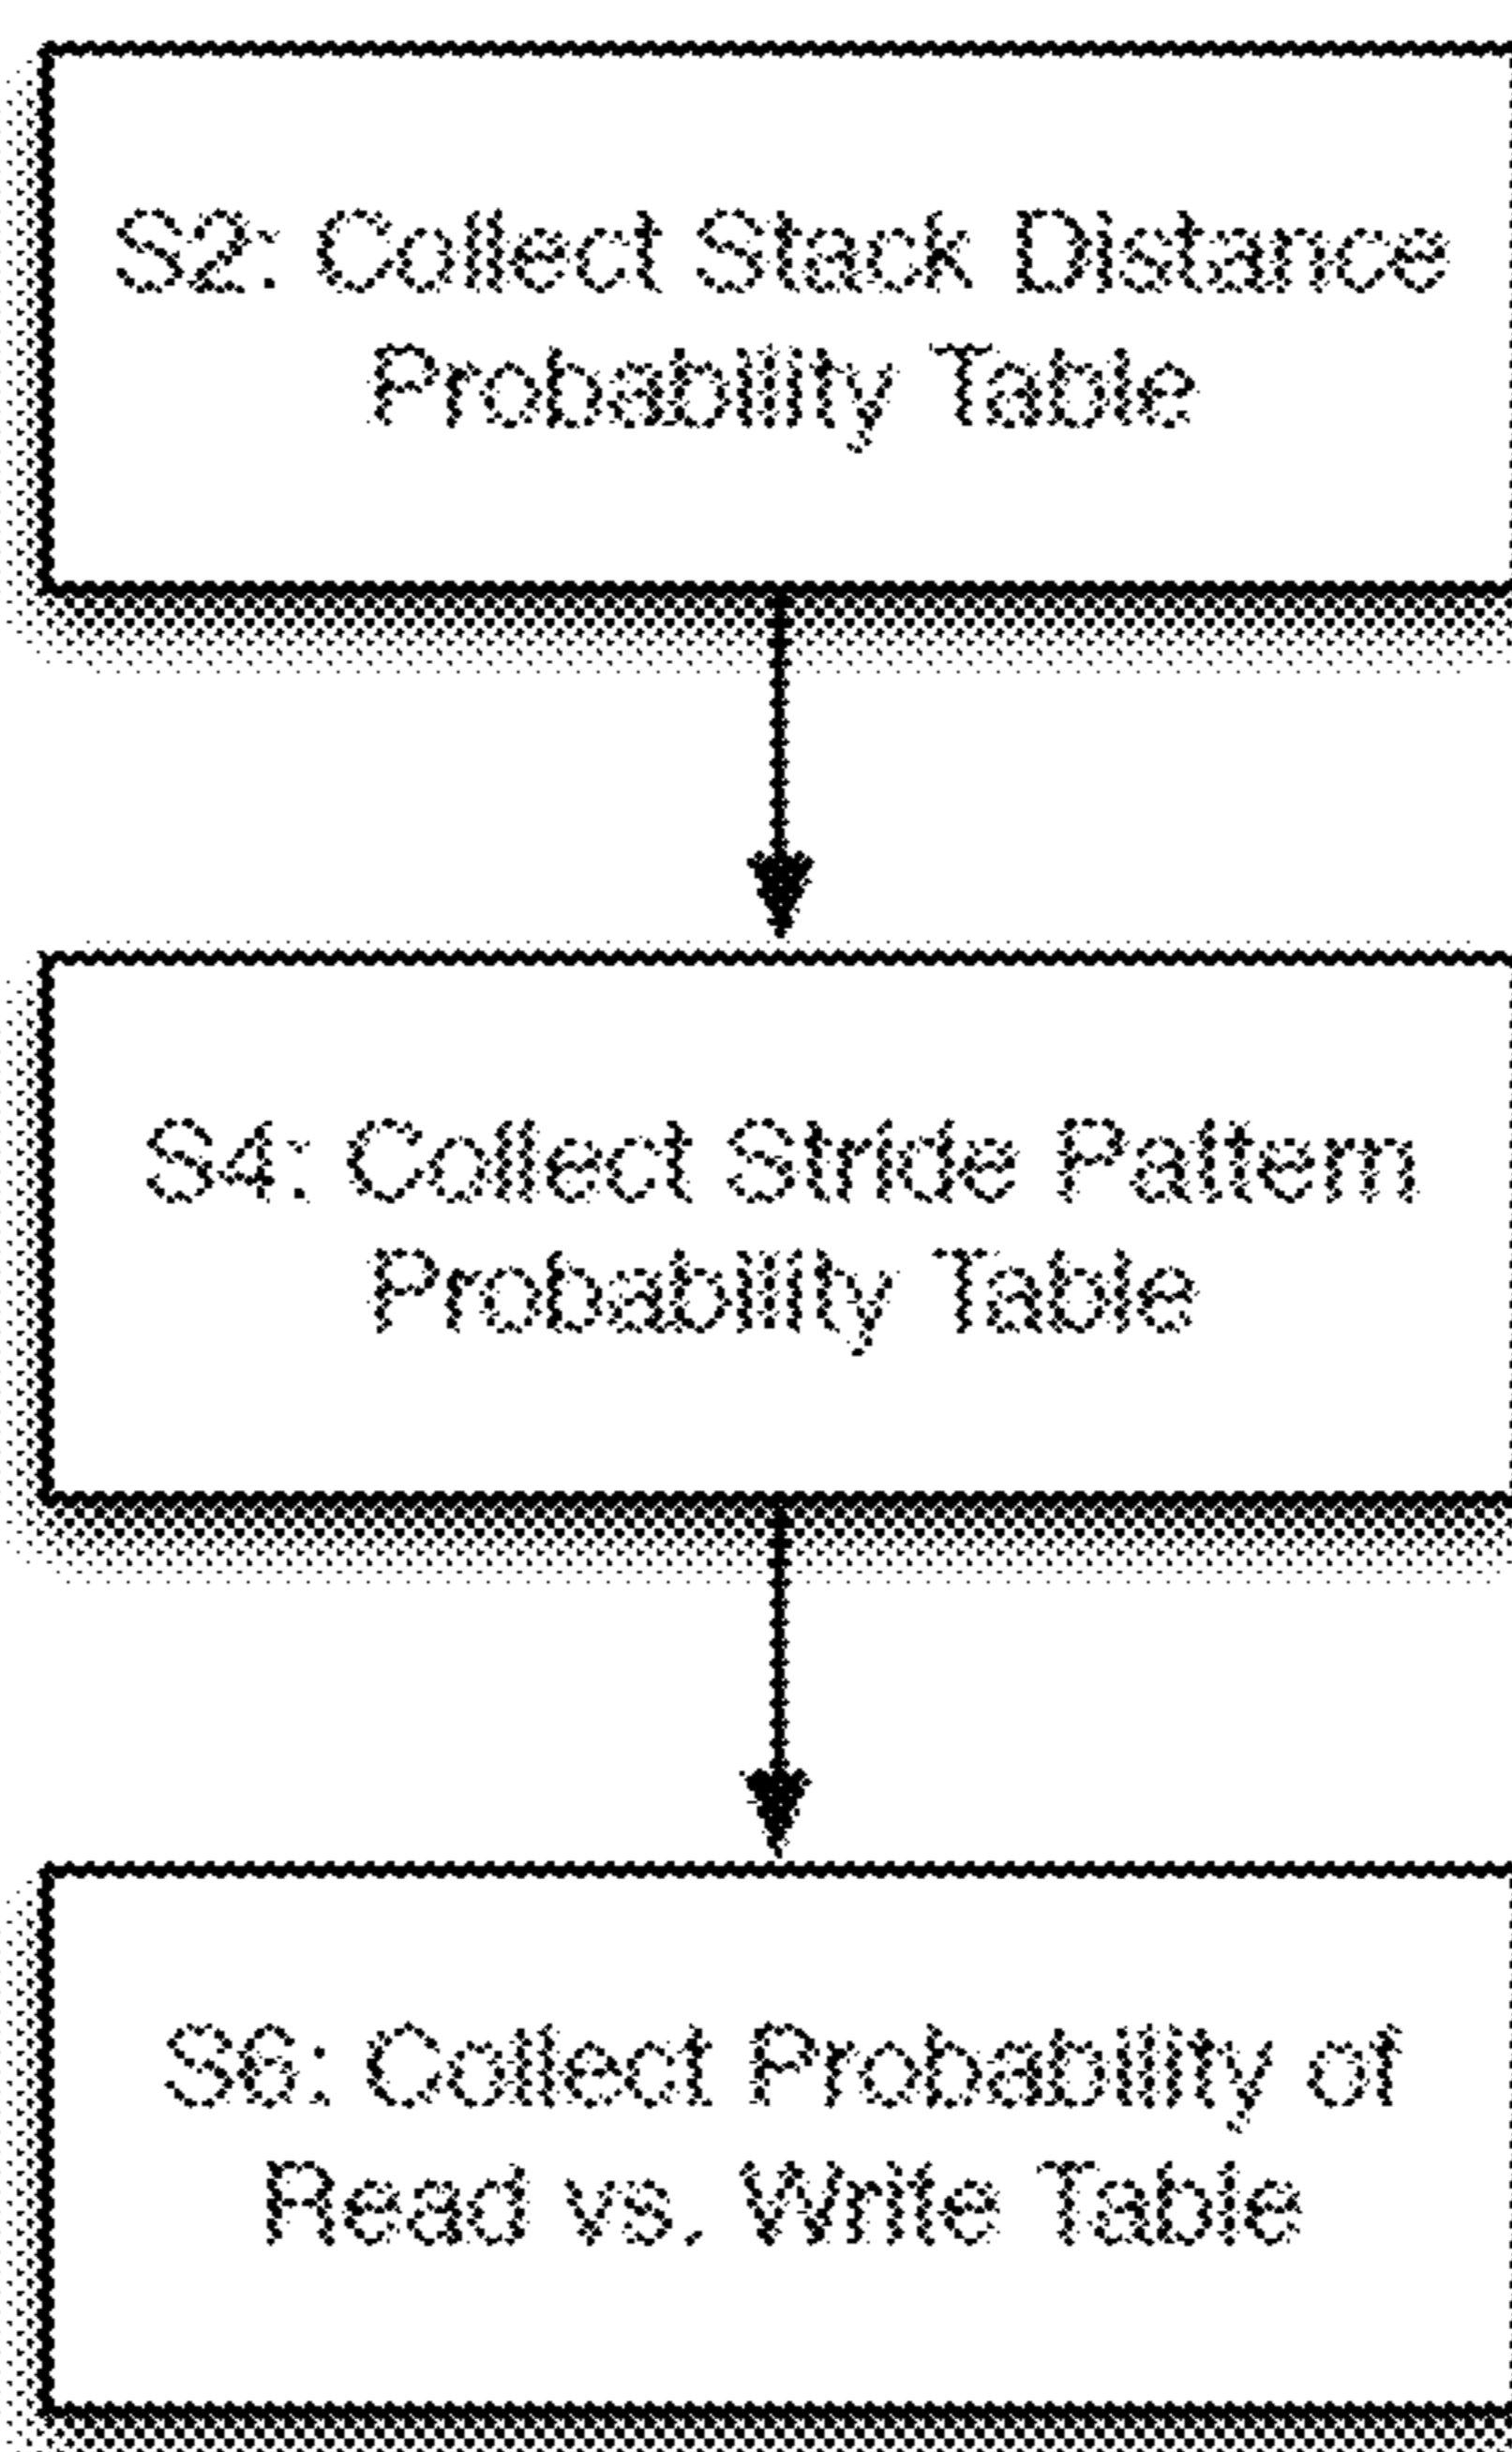 S2: Collect Stack Distance
Probability Table
S4: Collect Stride Pattern
Probability Table
S6: Collect Probability of
Read vs. Write Table